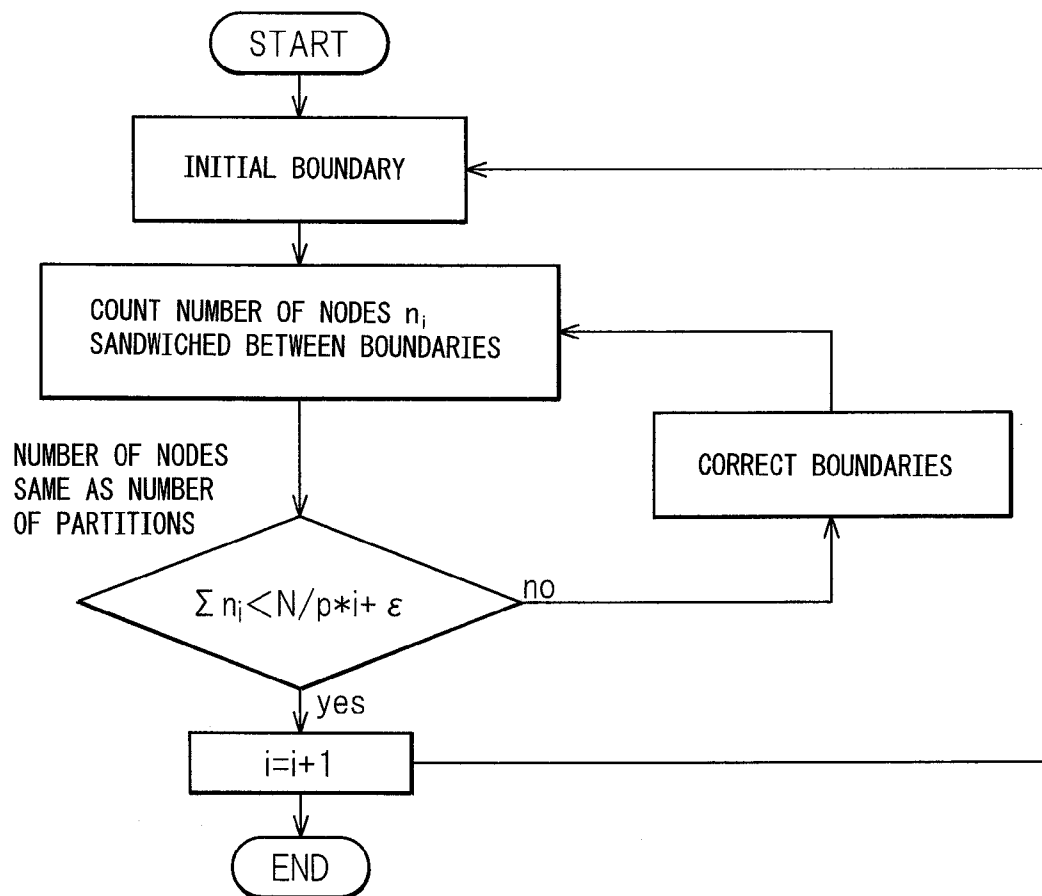 START
INITIAL BOUNDARY
COUNT NUMBER OF NODES nᵢ
SANDWICHED BETWEEN BOUNDARIES
CORRECT BOUNDARIES
NUMBER OF NODES
SAME AS NUMBER
OF PARTITIONS
Σ nᵢ<N/p*i+ ε
no
yes
i=i+1
END